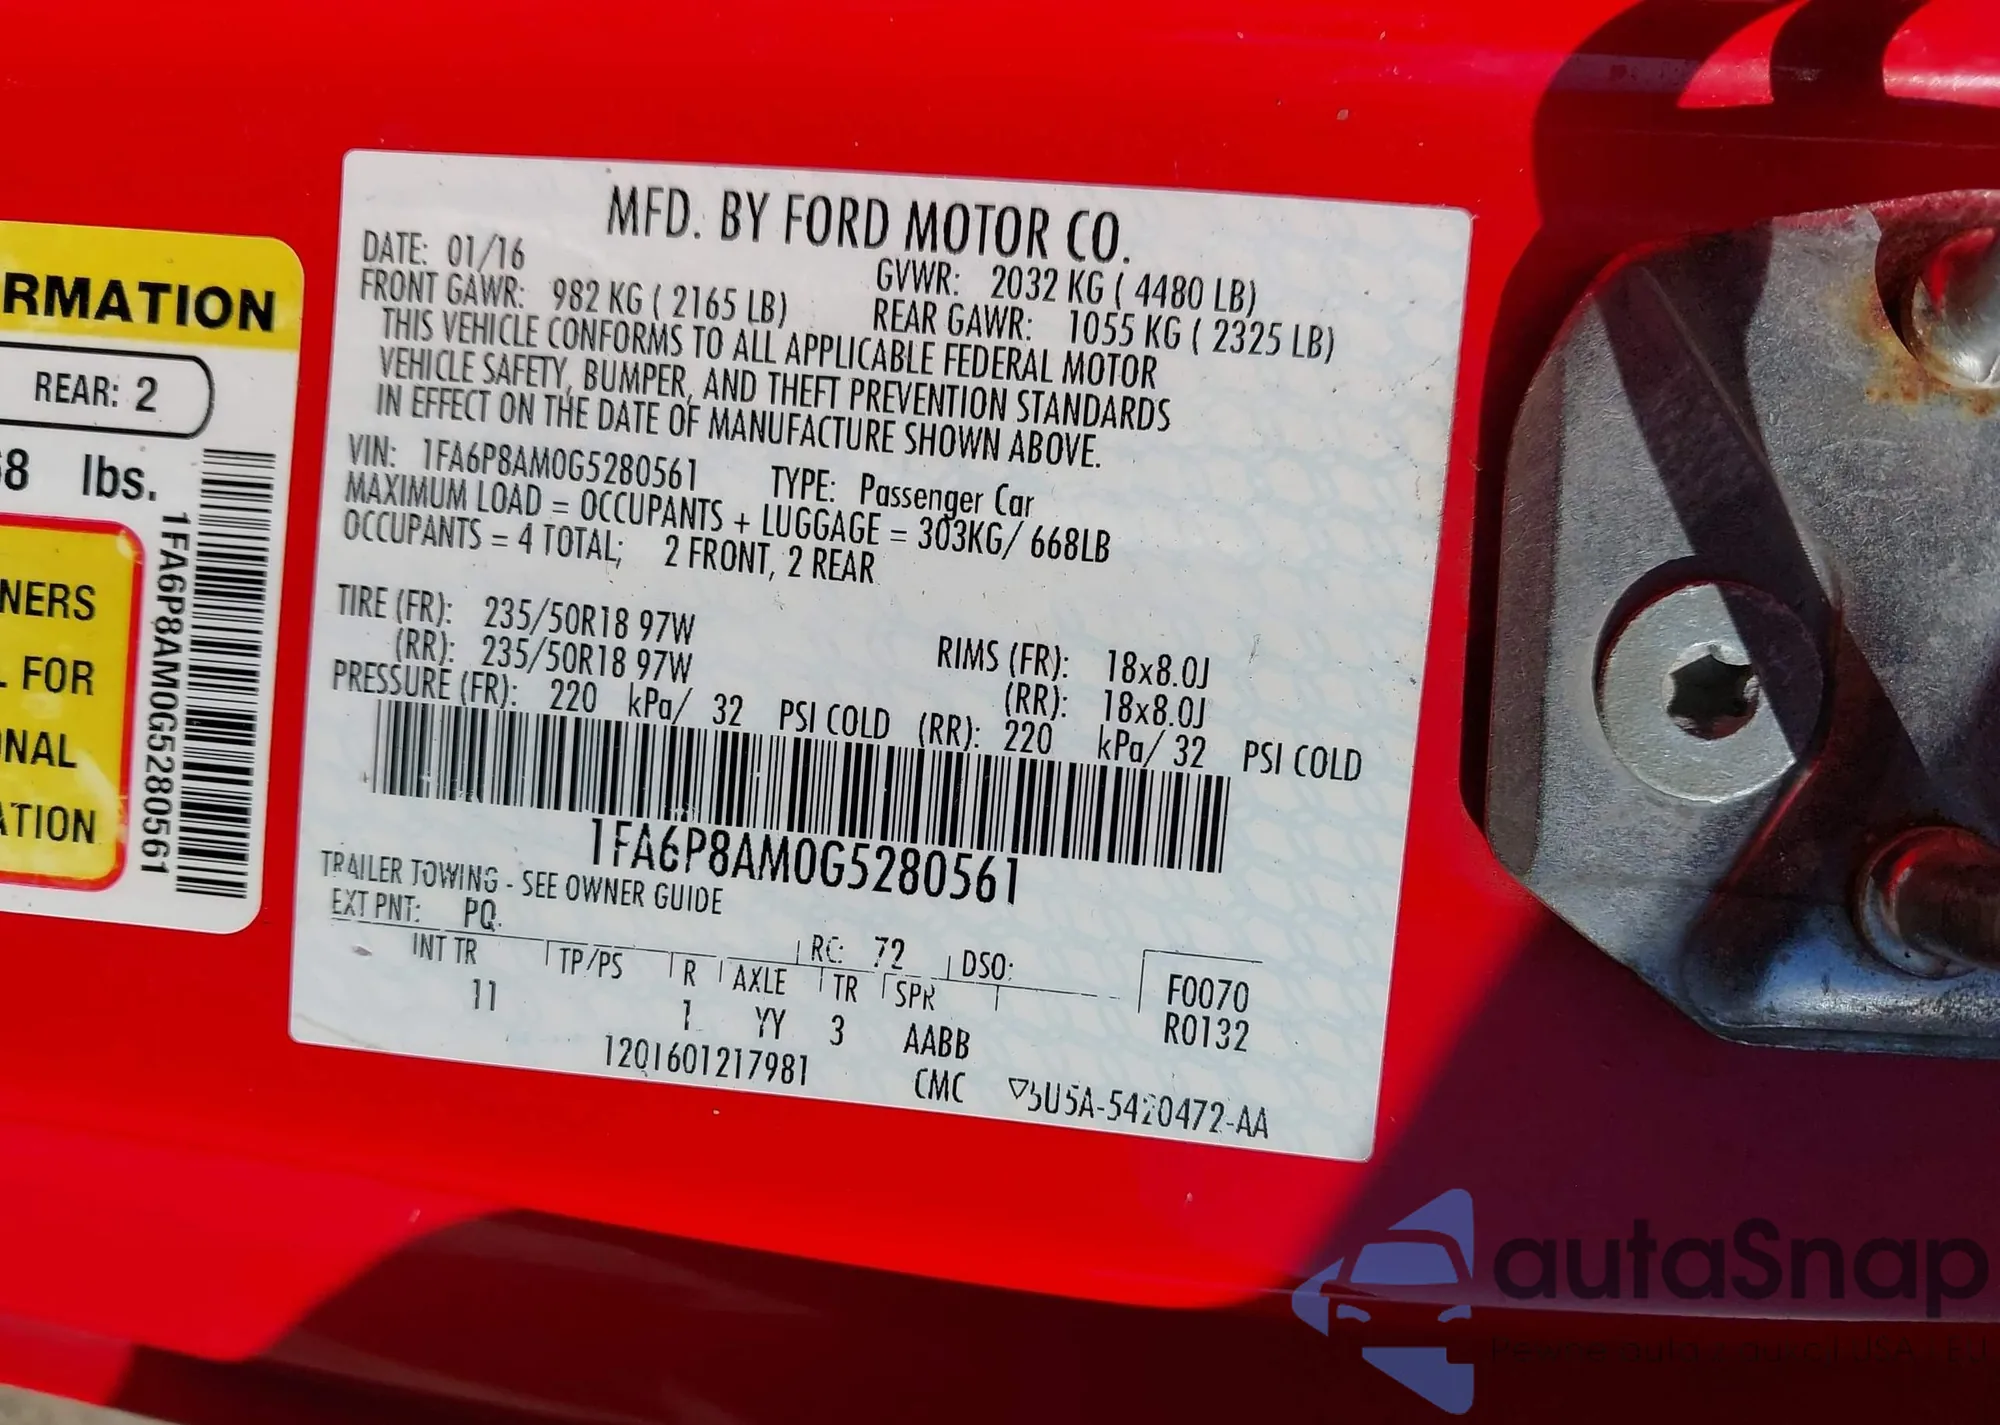 MFD. BY FORD MOTOR CO.
DATE: 01/16
GVWR: 2032 KG ( 4480 LB)
FRONT GAWR: 982 KG ( 2165 LB)
REAR GAWR: 1055 KG ( 2325 LB)
THIS VEHICLE CONFORMS TO ALL APPLICABLE FEDERAL MOTOR
VEHICLE SAFETY, BUMPER, AND THEFT PREVENTION STANDARDS
IN EFFECT ON THE DATE OF MANUFACTURE SHOWN ABOVE.
VIN: 1FA6P8AM0G5280561 TYPE: Passenger Car
MAXIMUM LOAD = OCCUPANTS + LUGGAGE = 303KG/ 668LB
OCCUPANTS = 4 TOTAL; 2 FRONT, 2 REAR
TIRE (FR): 235/50R18 97W RIMS (FR): 18x8.0J
(RR): 235/50R18 97W (RR): 18x8.0J
PRESSURE (FR): 220 kPa/ 32 PSI COLD (RR): 220 kPa/ 32 PSI COLD
1FA6P8AM0G5280561
TRAILER TOWING - SEE OWNER GUIDE
EXT PNT: PQ RC: 72 DSO:
INT TR TP/PS R AXLE TR SPR
11 1 YY 3 AABB
F0070
R0132
12Q1601217981 CMC
5U5A-5420472-AA
RMATION
REAR: 2
68 lbs.
1FA6P8AM0G5280561
NERS
L FOR
ONAL
ATION
autaSnap